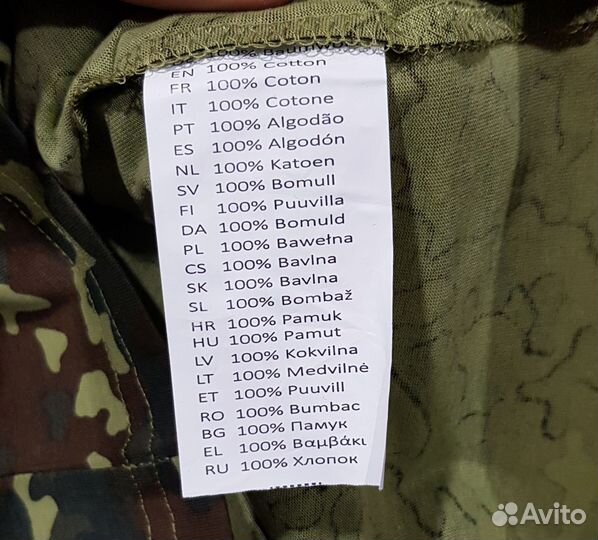 100% Baumwolle
EN 100% Cotton
FR 100% Coton
IT 100% Cotone
PT 100% Algodão
ES 100% Algodón
NL 100% Katoen
SV 100% Bomull
FI 100% Puuvilla
DA 100% Bomuld
PL 100% Bawełna
CS 100% Bavlna
SK 100% Bavlna
SL 100% Bombaž
HR 100% Pamuk
HU 100% Pamut
LV 100% Kokvilna
LT 100% Medvilnė
ET 100% Puuvill
RO 100% Bumbac
BG 100% Памук
EL 100% Βαμβάκι
RU 100% Хлопок
Avito